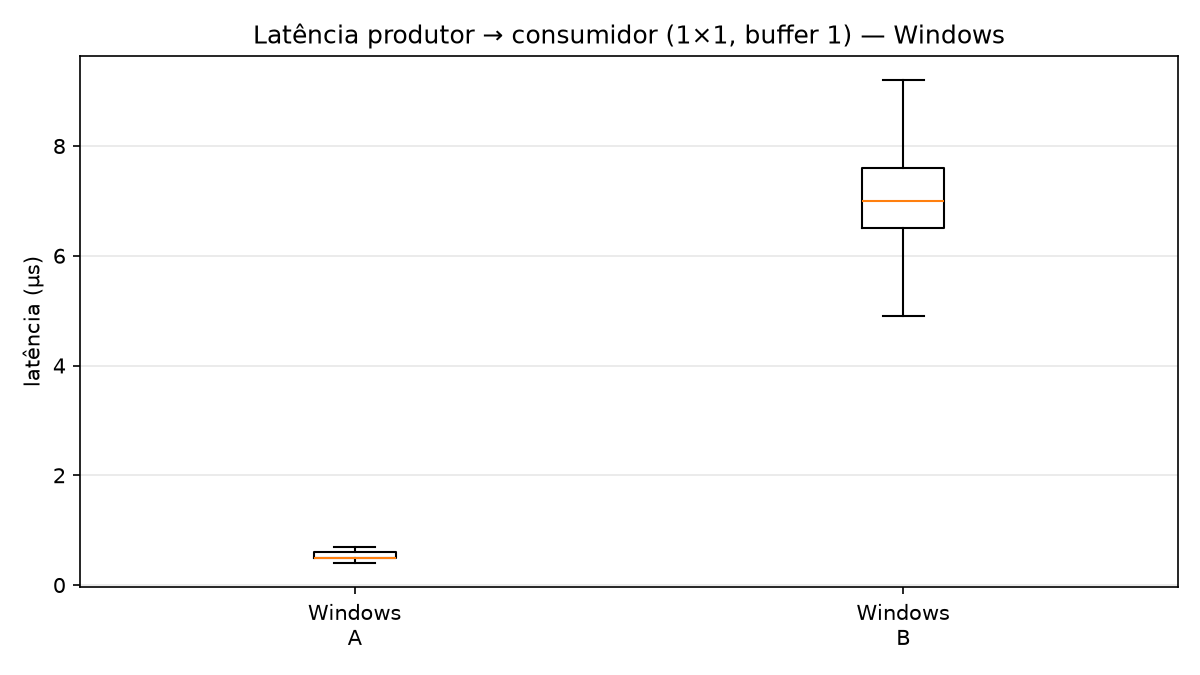 Latência produtor → consumidor (1×1, buffer 1) — Windows
latência (µs)
8
6
4
2
0
Windows
A
Windows
B